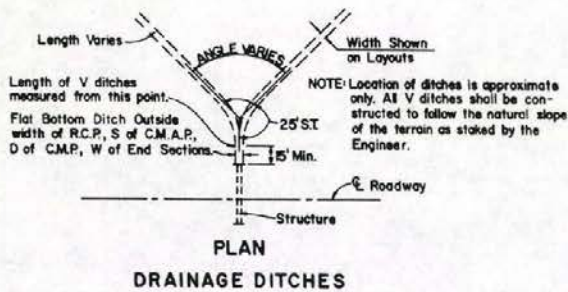 Length Varies
ANGLE VARIES
Width Shown
on Layouts
Length of V ditches
measured from this point.
Flat Bottom Ditch Outside
width of R.C.P., S of C.M.A.P.,
D of C.M.P., W of End Sections.
25' S.T.
15' Min.
NOTE: Location of ditches is approximate
only. All V ditches shall be con-
structed to follow the natural slope
of the terrain as staked by the
Engineer.
℄ Roadway
Structure
PLAN
DRAINAGE DITCHES